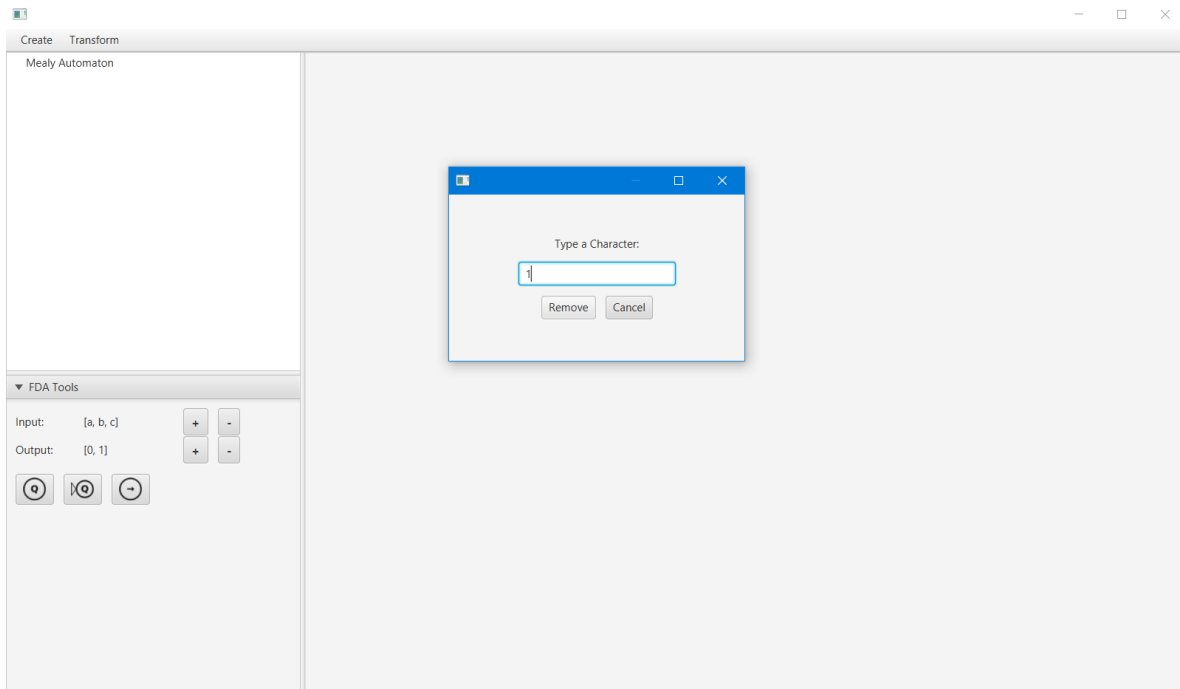 Create Transform
Mealy Automaton
Type a Character:
1
Remove Cancel
FDA Tools
Input: [a, b, c] + -
Output: [0, 1] + -
Q Q